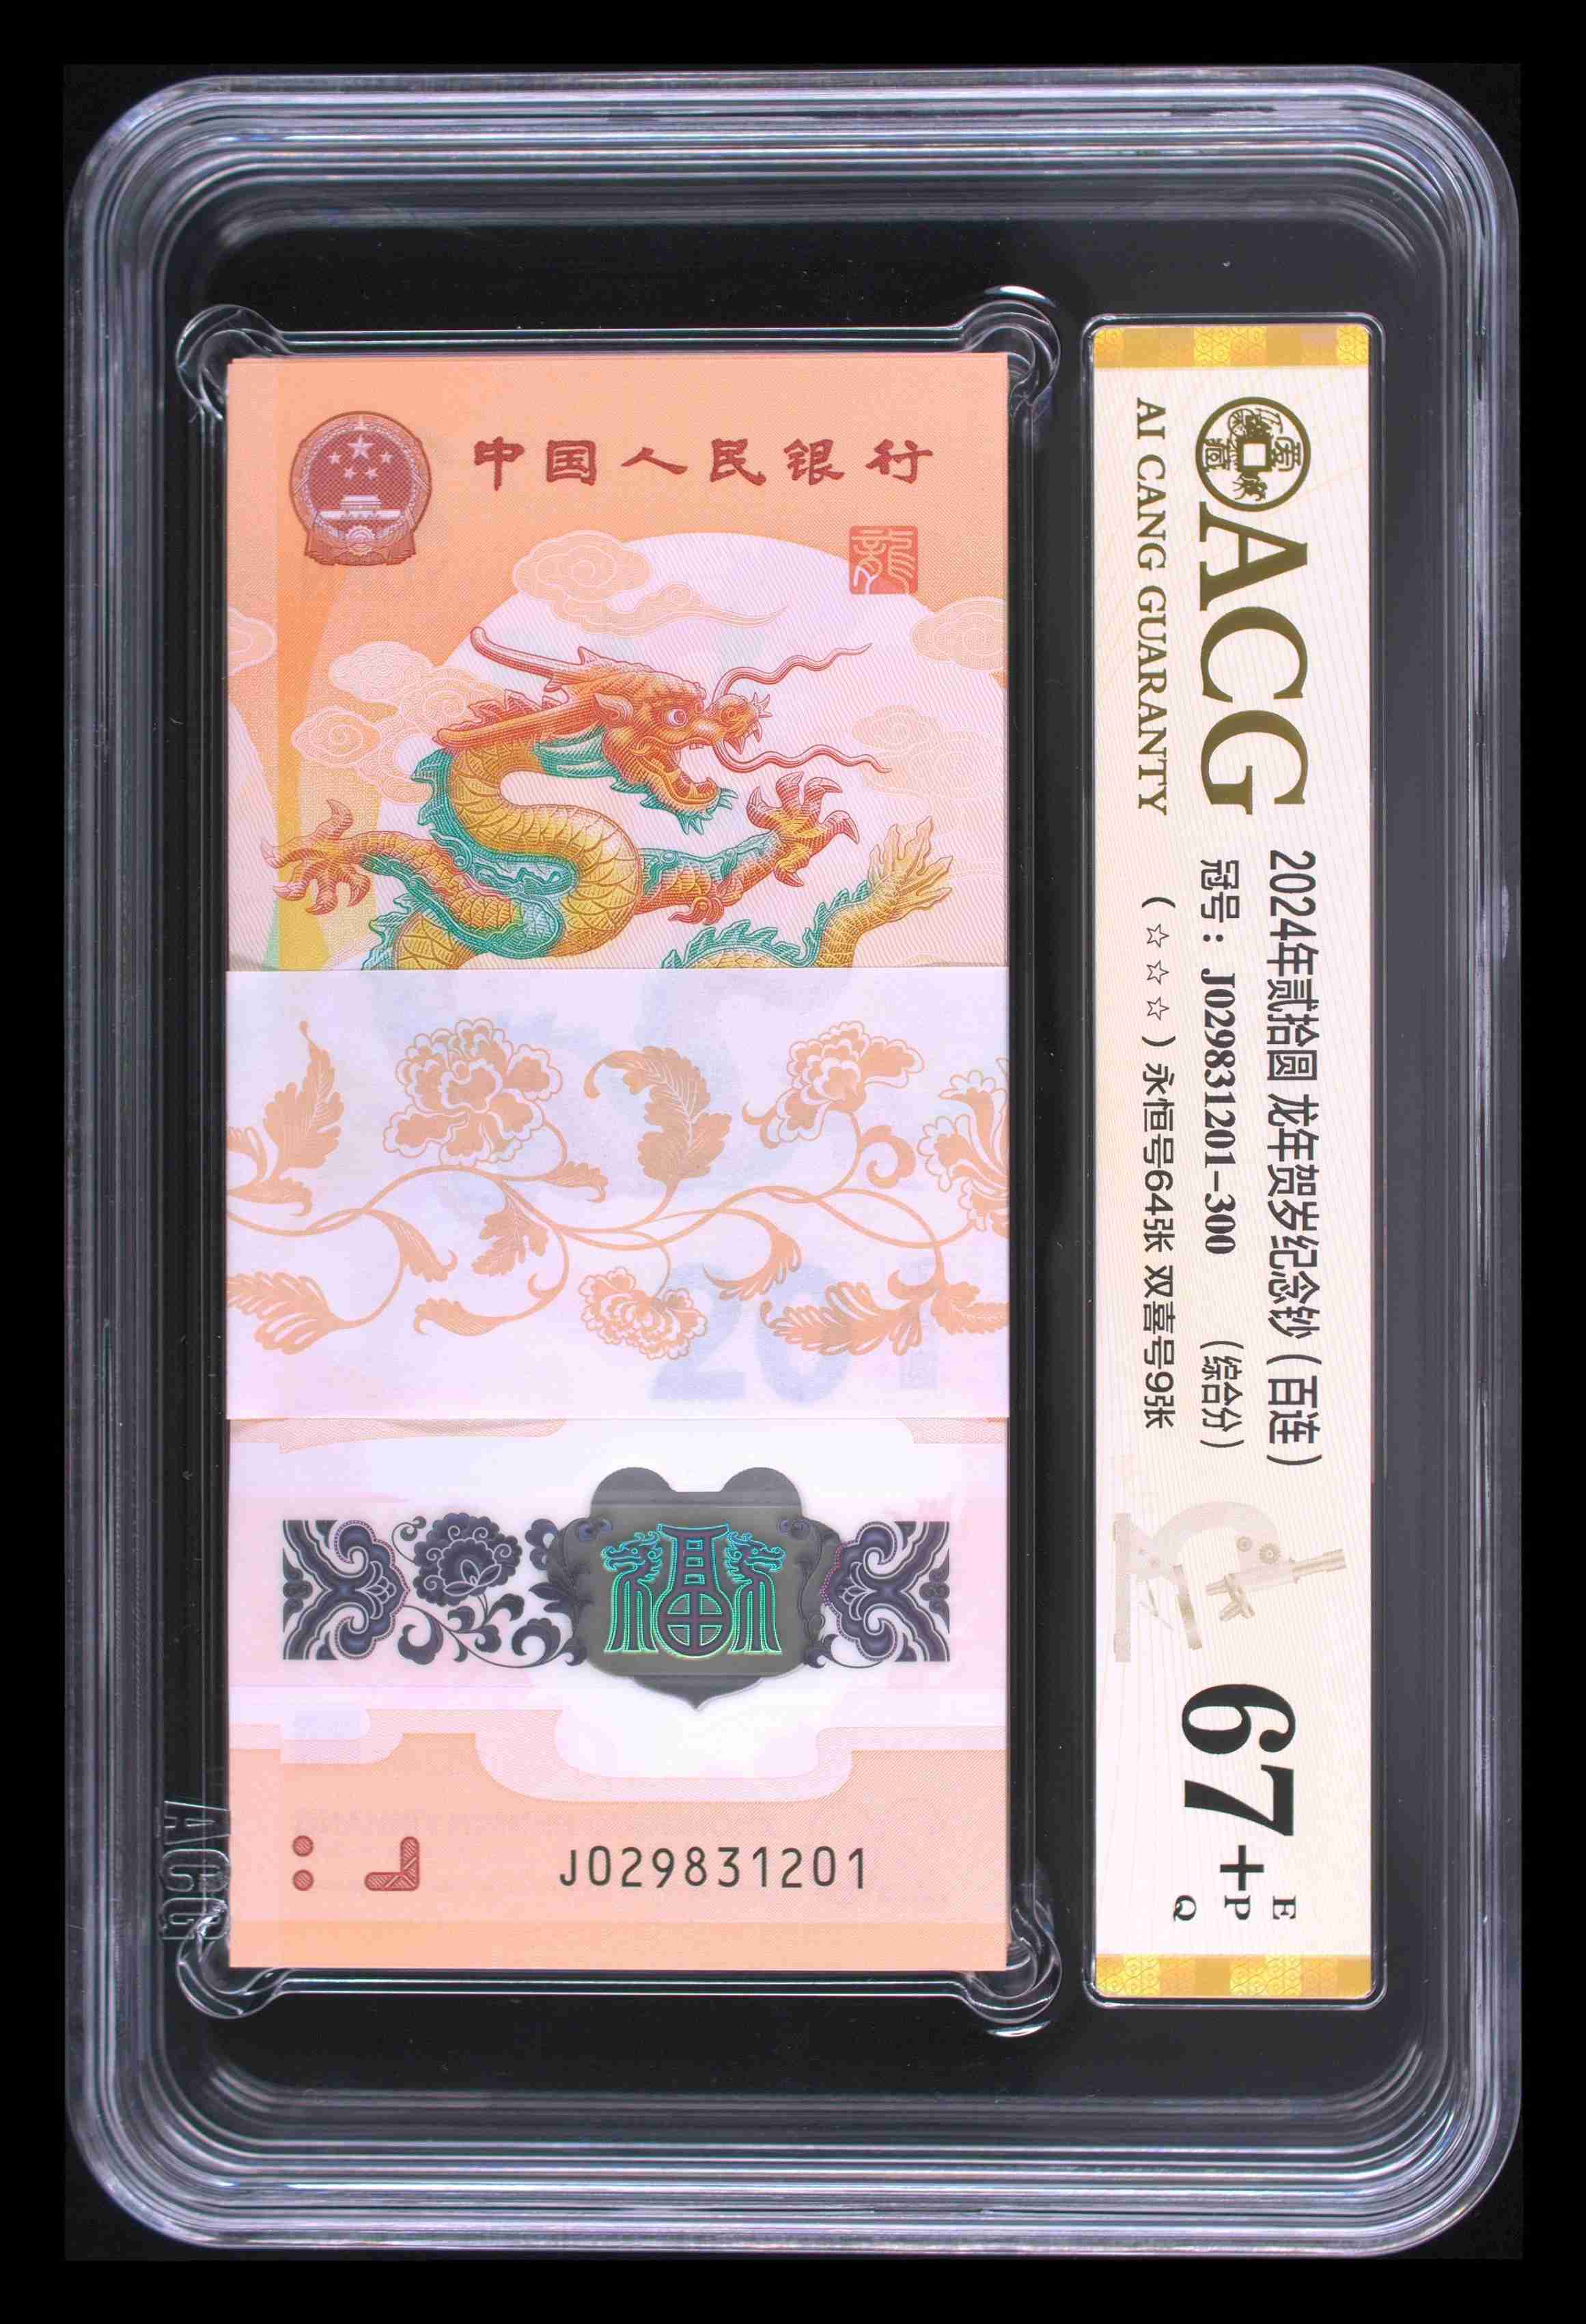 中国人民银行
龍
20
福
J029831201
ACG
ACG
AI CANG GUARANTY
2024年贰拾圆 龙年贺岁纪念钞(百连)
冠号:J029831201-300 (综合分)
(☆☆☆)永恒号64张 双喜号9张
67+
E
P
Q